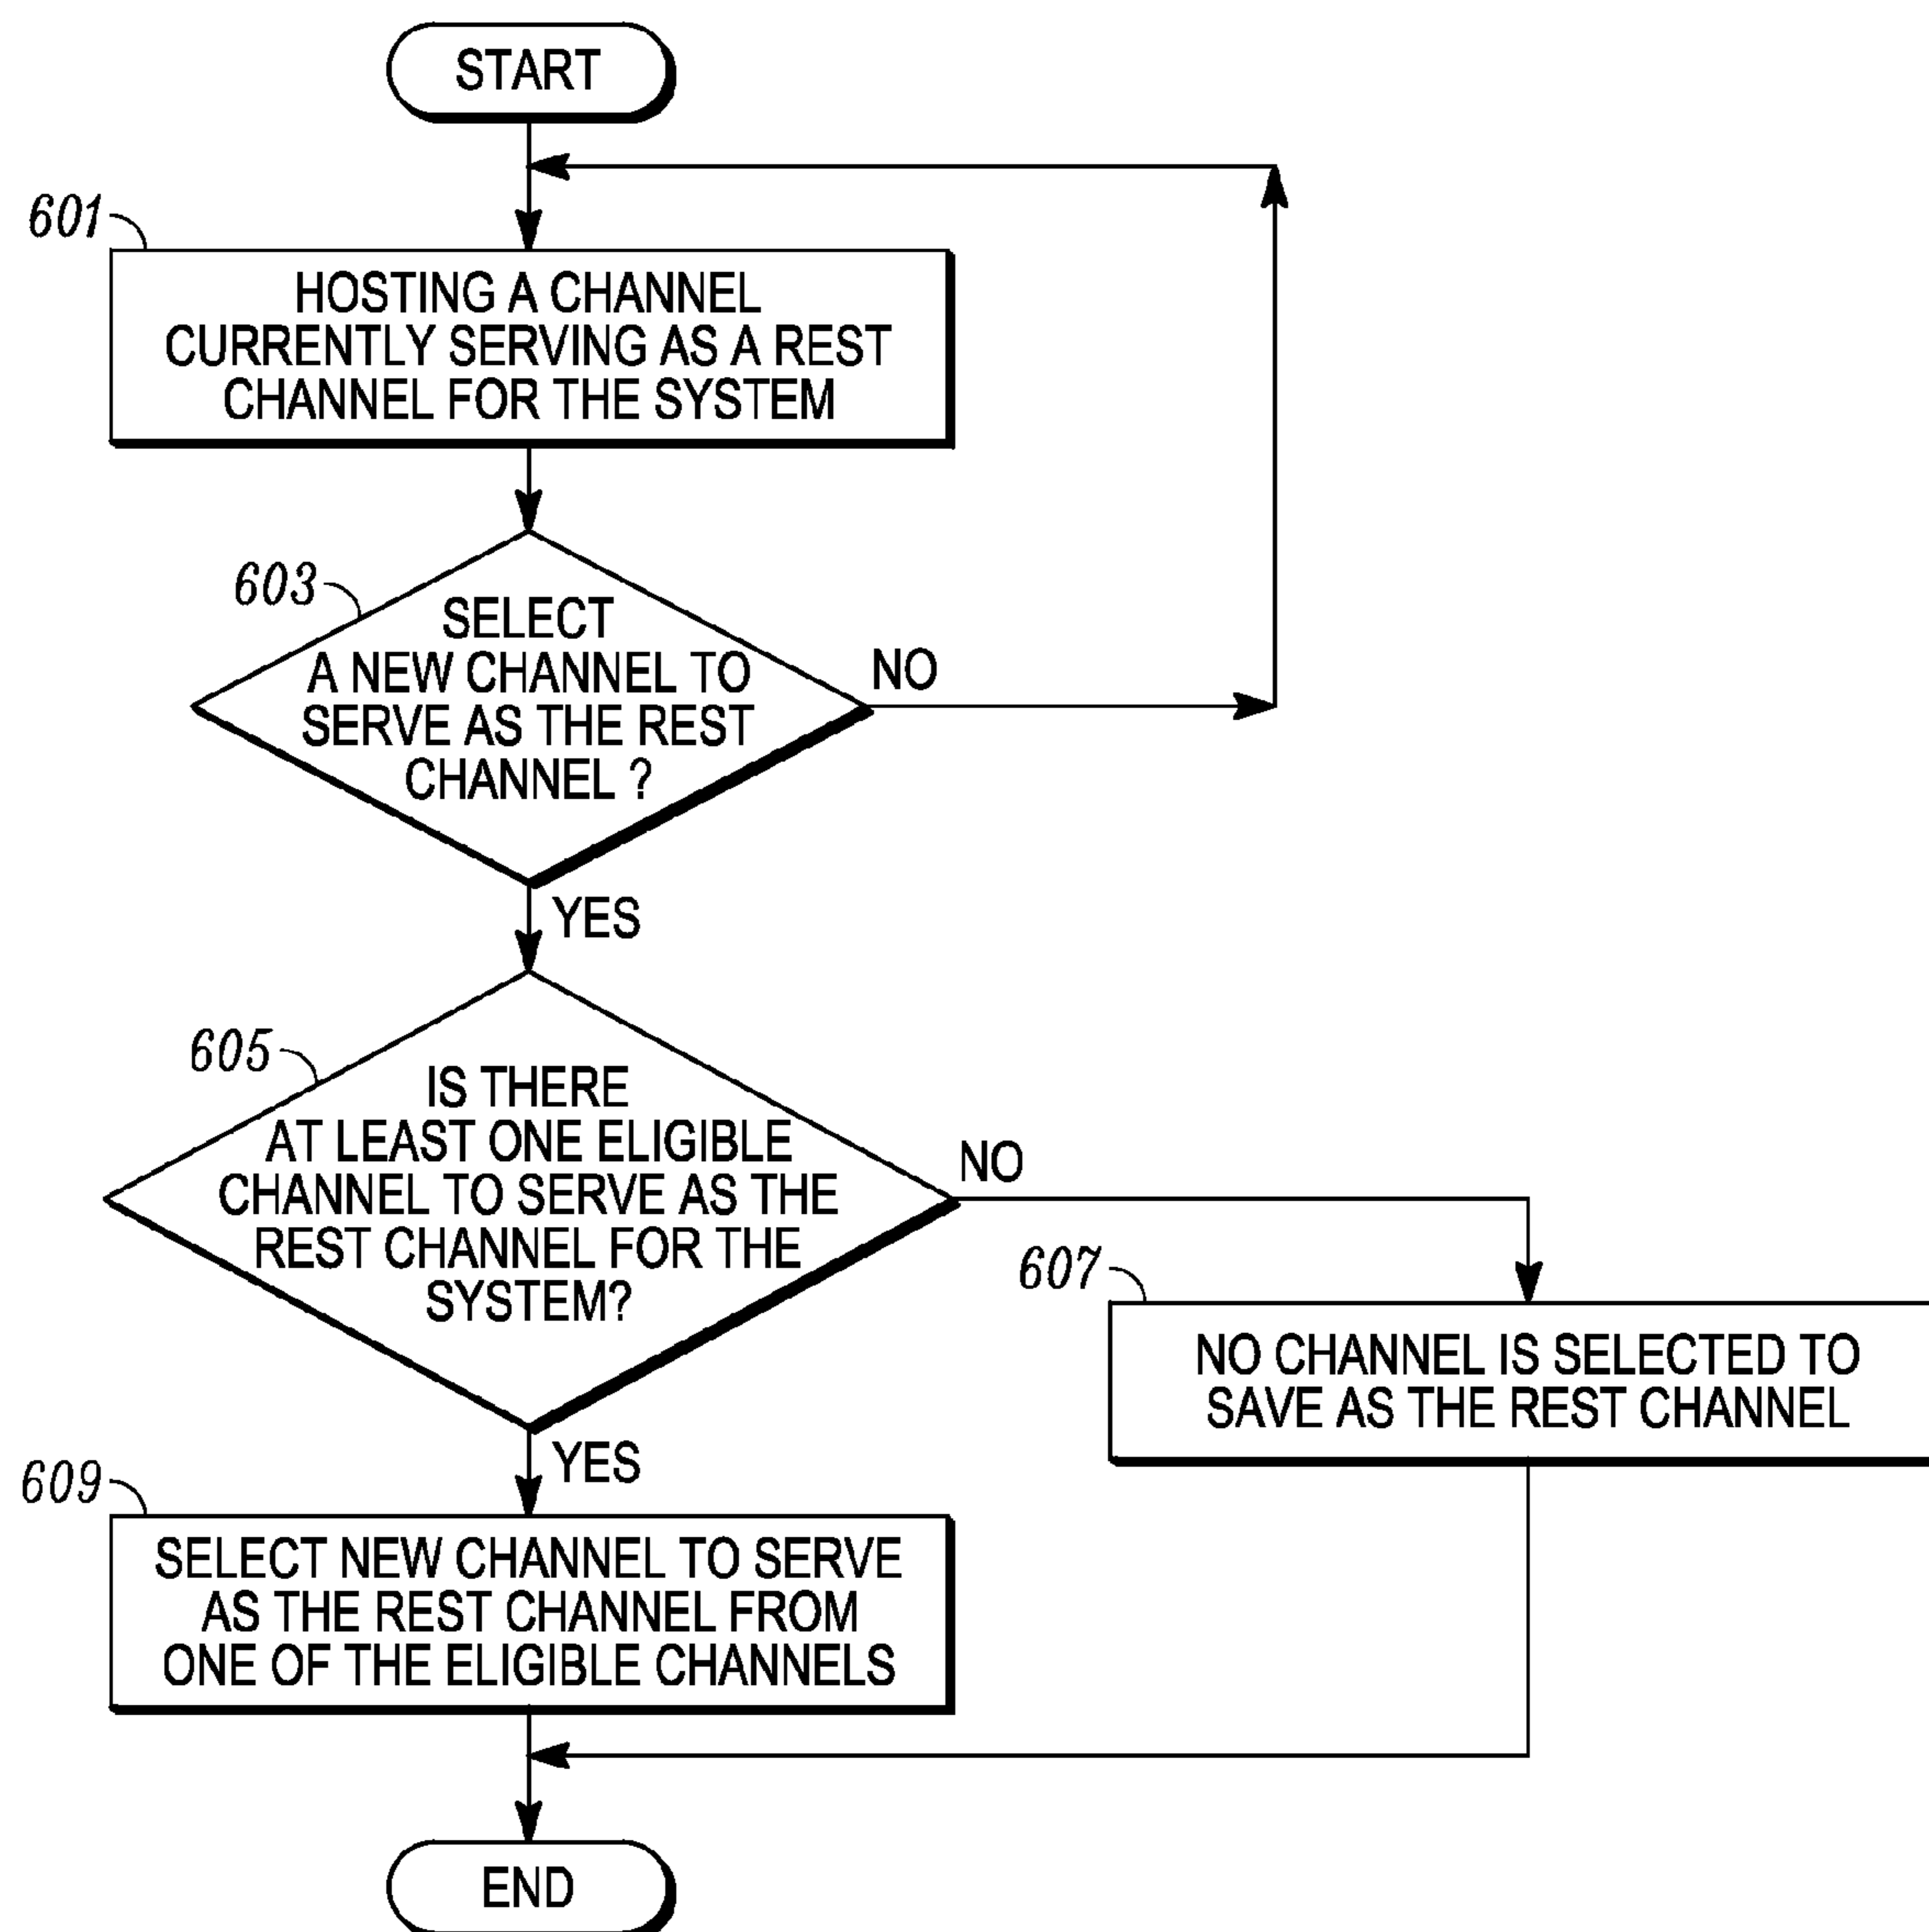 START
601
HOSTING A CHANNEL
CURRENTLY SERVING AS A REST
CHANNEL FOR THE SYSTEM
603
SELECT
A NEW CHANNEL TO
SERVE AS THE REST
CHANNEL ?
NO
YES
605
IS THERE
AT LEAST ONE ELIGIBLE
CHANNEL TO SERVE AS THE
REST CHANNEL FOR THE
SYSTEM?
NO
607
NO CHANNEL IS SELECTED TO
SAVE AS THE REST CHANNEL
YES
609
SELECT NEW CHANNEL TO SERVE
AS THE REST CHANNEL FROM
ONE OF THE ELIGIBLE CHANNELS
END